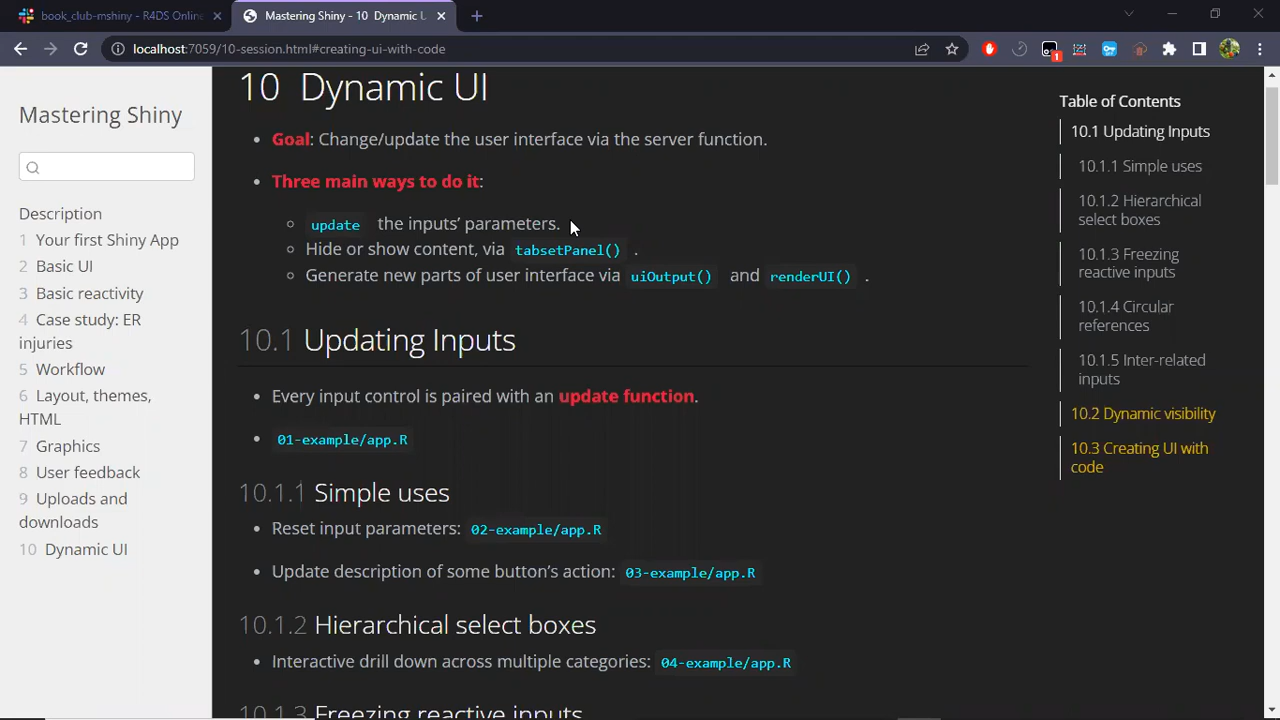 book_club-mshiny - R4DS Online
Mastering Shiny - 10 Dynamic U
localhost:7059/10-session.html#creating-ui-with-code
1
Mastering Shiny
Description
1 Your first Shiny App
2 Basic UI
3 Basic reactivity
4 Case study: ER
injuries
5 Workflow
6 Layout, themes,
HTML
7 Graphics
8 User feedback
9 Uploads and
downloads
10 Dynamic UI
10 Dynamic UI
• Goal: Change/update the user interface via the server function.
• Three main ways to do it:
◦ update the inputs’ parameters.
◦ Hide or show content, via tabsetPanel() .
◦ Generate new parts of user interface via uiOutput() and renderUI() .
10.1 Updating Inputs
• Every input control is paired with an update function.
• 01-example/app.R
10.1.1 Simple uses
• Reset input parameters: 02-example/app.R
• Update description of some button’s action: 03-example/app.R
10.1.2 Hierarchical select boxes
• Interactive drill down across multiple categories: 04-example/app.R
10.1.3 Freezing reactive inputs
Table of Contents
10.1 Updating Inputs
10.1.1 Simple uses
10.1.2 Hierarchical
select boxes
10.1.3 Freezing
reactive inputs
10.1.4 Circular
references
10.1.5 Inter-related
inputs
10.2 Dynamic visibility
10.3 Creating UI with
code